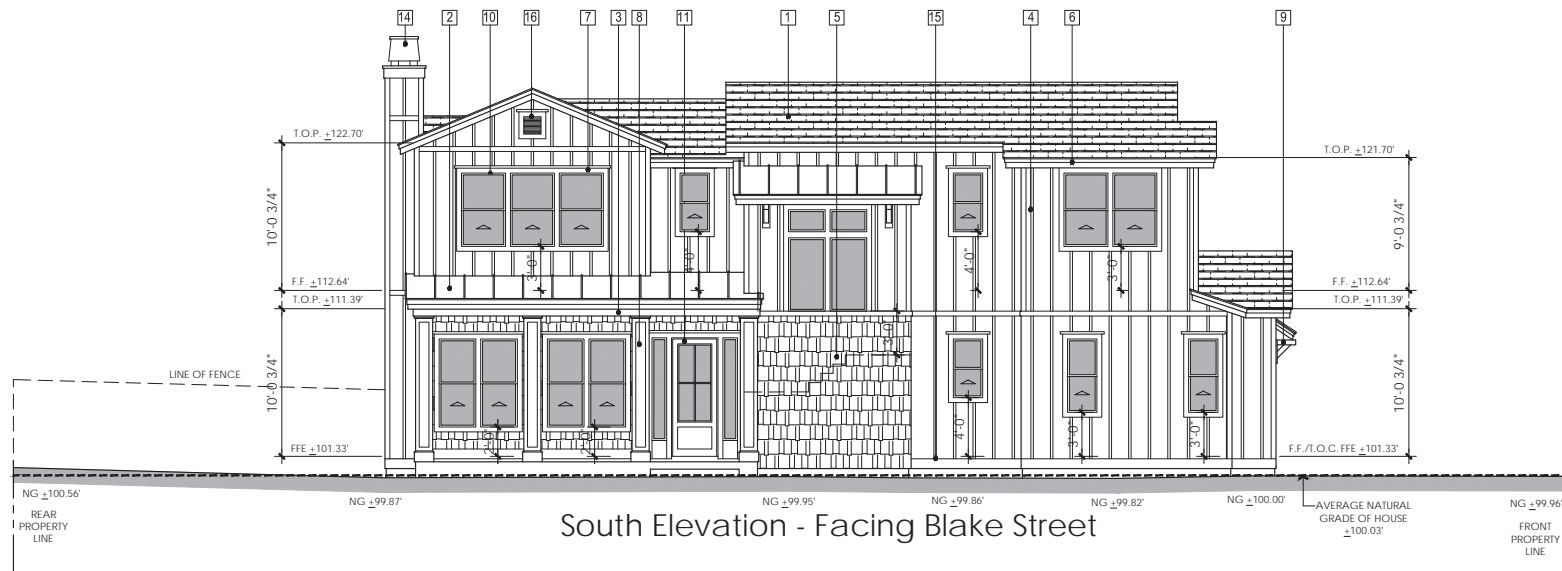 14 2 10 16 7 3 8 11 1 5 15 4 6 9
T.O.P. ±122.70'
T.O.P. ±121.70'
10'-0 3/4"
9'-0 3/4"
3'-0"
4'-0"
4'-0"
3'-0"
F.F. ±112.64'
F.F. ±112.64'
T.O.P. ±111.39'
T.O.P. ±111.39'
3'-0"
LINE OF FENCE
10'-0 3/4"
10'-0 3/4"
2'-0"
2'-0"
4'-0"
3'-0"
3'-0"
FFE ±101.33'
F.F./T.O.C. FFE ±101.33'
NG ±100.56'
NG ±99.87'
NG ±99.95'
NG ±99.86'
NG ±99.82'
NG ±100.00'
NG ±99.96'
REAR
PROPERTY
LINE
South Elevation - Facing Blake Street
AVERAGE NATURAL
GRADE OF HOUSE
±100.03'
FRONT
PROPERTY
LINE